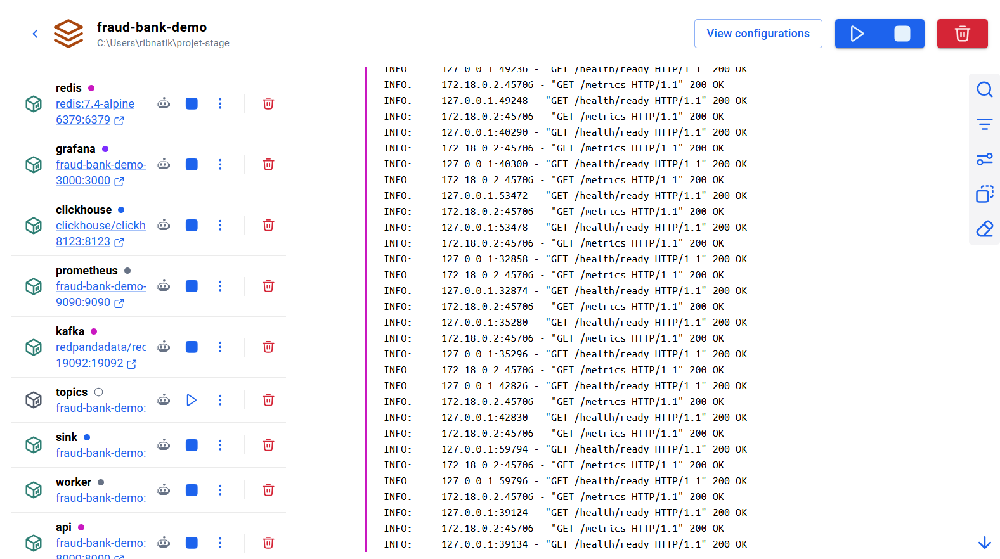 fraud-bank-demo
C:\Users\ribnatik\projet-stage
View configurations
redis
redis:7.4-alpine
6379:6379
grafana
fraud-bank-demo-
3000:3000
clickhouse
clickhouse/clickh
8123:8123
prometheus
fraud-bank-demo-
9090:9090
kafka
redpandadata/rec
19092:19092
topics
fraud-bank-demo:
sink
fraud-bank-demo:
worker
fraud-bank-demo:
api
fraud-bank-demo:
8000:8000
INFO: 127.0.0.1:49236 - "GET /health/ready HTTP/1.1" 200 OK
INFO: 172.18.0.2:45706 - "GET /metrics HTTP/1.1" 200 OK
INFO: 127.0.0.1:49248 - "GET /health/ready HTTP/1.1" 200 OK
INFO: 172.18.0.2:45706 - "GET /metrics HTTP/1.1" 200 OK
INFO: 127.0.0.1:40290 - "GET /health/ready HTTP/1.1" 200 OK
INFO: 172.18.0.2:45706 - "GET /metrics HTTP/1.1" 200 OK
INFO: 127.0.0.1:40300 - "GET /health/ready HTTP/1.1" 200 OK
INFO: 172.18.0.2:45706 - "GET /metrics HTTP/1.1" 200 OK
INFO: 127.0.0.1:53472 - "GET /health/ready HTTP/1.1" 200 OK
INFO: 172.18.0.2:45706 - "GET /metrics HTTP/1.1" 200 OK
INFO: 127.0.0.1:53478 - "GET /health/ready HTTP/1.1" 200 OK
INFO: 172.18.0.2:45706 - "GET /metrics HTTP/1.1" 200 OK
INFO: 127.0.0.1:32858 - "GET /health/ready HTTP/1.1" 200 OK
INFO: 172.18.0.2:45706 - "GET /metrics HTTP/1.1" 200 OK
INFO: 127.0.0.1:32874 - "GET /health/ready HTTP/1.1" 200 OK
INFO: 172.18.0.2:45706 - "GET /metrics HTTP/1.1" 200 OK
INFO: 127.0.0.1:35280 - "GET /health/ready HTTP/1.1" 200 OK
INFO: 172.18.0.2:45706 - "GET /metrics HTTP/1.1" 200 OK
INFO: 127.0.0.1:35296 - "GET /health/ready HTTP/1.1" 200 OK
INFO: 172.18.0.2:45706 - "GET /metrics HTTP/1.1" 200 OK
INFO: 127.0.0.1:42826 - "GET /health/ready HTTP/1.1" 200 OK
INFO: 172.18.0.2:45706 - "GET /metrics HTTP/1.1" 200 OK
INFO: 127.0.0.1:42830 - "GET /health/ready HTTP/1.1" 200 OK
INFO: 172.18.0.2:45706 - "GET /metrics HTTP/1.1" 200 OK
INFO: 127.0.0.1:59794 - "GET /health/ready HTTP/1.1" 200 OK
INFO: 172.18.0.2:45706 - "GET /metrics HTTP/1.1" 200 OK
INFO: 127.0.0.1:59796 - "GET /health/ready HTTP/1.1" 200 OK
INFO: 172.18.0.2:45706 - "GET /metrics HTTP/1.1" 200 OK
INFO: 127.0.0.1:39124 - "GET /health/ready HTTP/1.1" 200 OK
INFO: 172.18.0.2:45706 - "GET /metrics HTTP/1.1" 200 OK
INFO: 127.0.0.1:39134 - "GET /health/ready HTTP/1.1" 200 OK